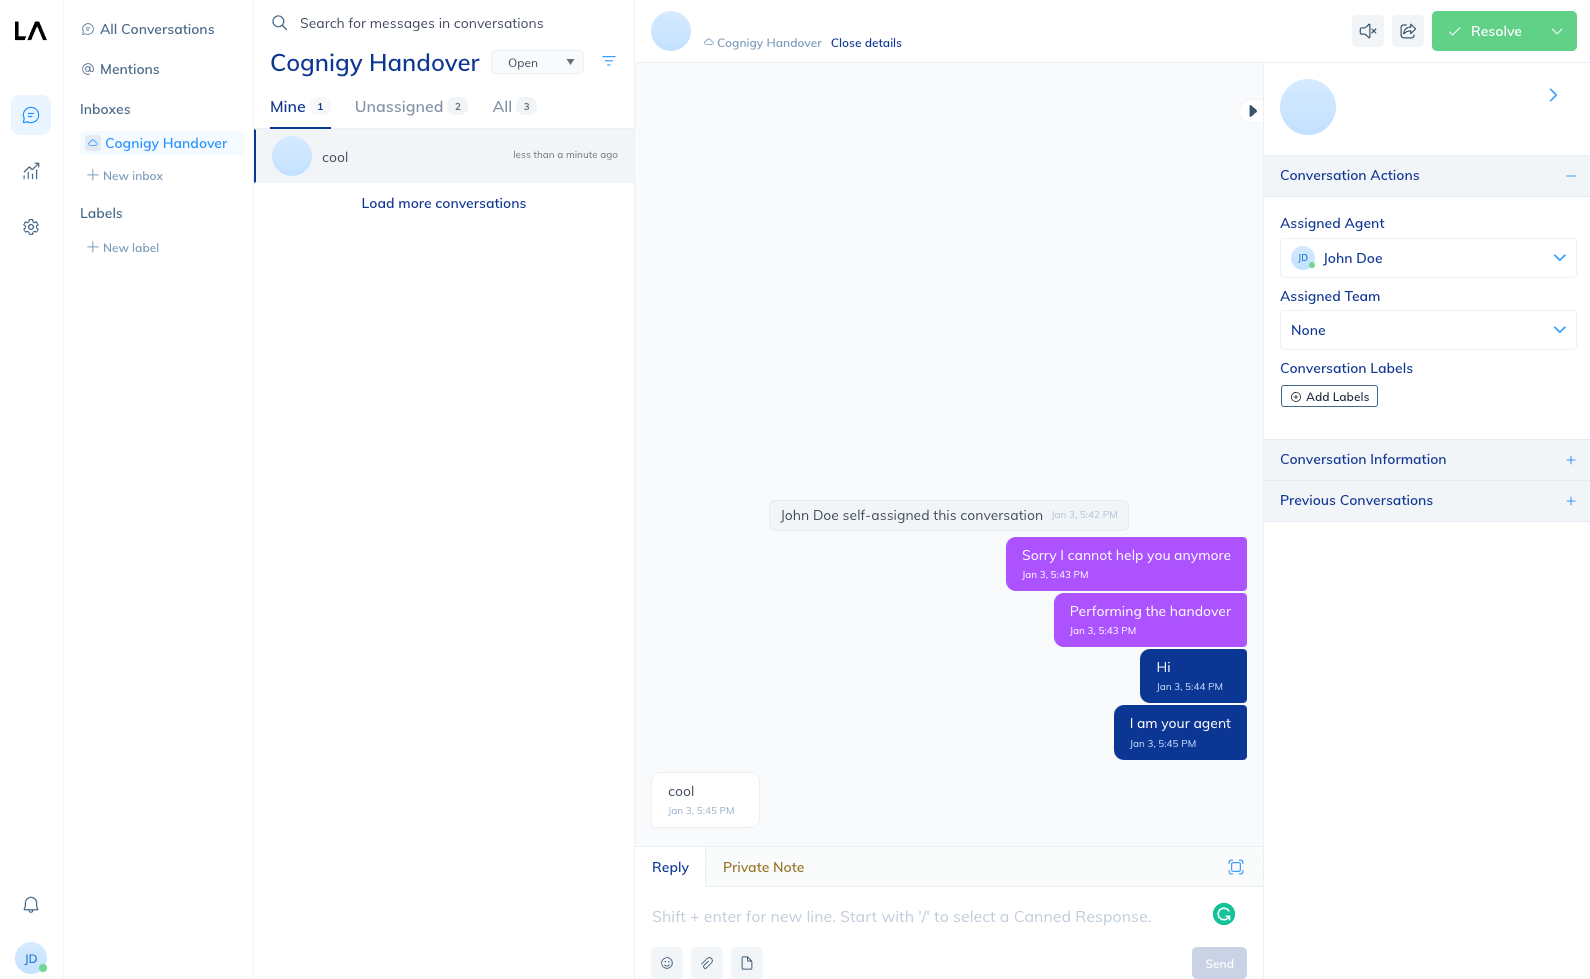 LA
All Conversations
Mentions
Inboxes
Cognigy Handover
New inbox
Labels
New label
JD
Search for messages in conversations
Cognigy Handover Open
Mine 1 Unassigned 2 All 3
cool less than a minute ago
Load more conversations
Cognigy Handover Close details
Resolve
John Doe self-assigned this conversation Jan 3, 5:42 PM
Sorry I cannot help you anymore
Jan 3, 5:43 PM
Performing the handover
Jan 3, 5:43 PM
Hi
Jan 3, 5:44 PM
I am your agent
Jan 3, 5:45 PM
cool
Jan 3, 5:45 PM
Reply Private Note
Shift + enter for new line. Start with '/' to select a Canned Response.
Send
Conversation Actions
Assigned Agent
JD John Doe
Assigned Team
None
Conversation Labels
Add Labels
Conversation Information
Previous Conversations